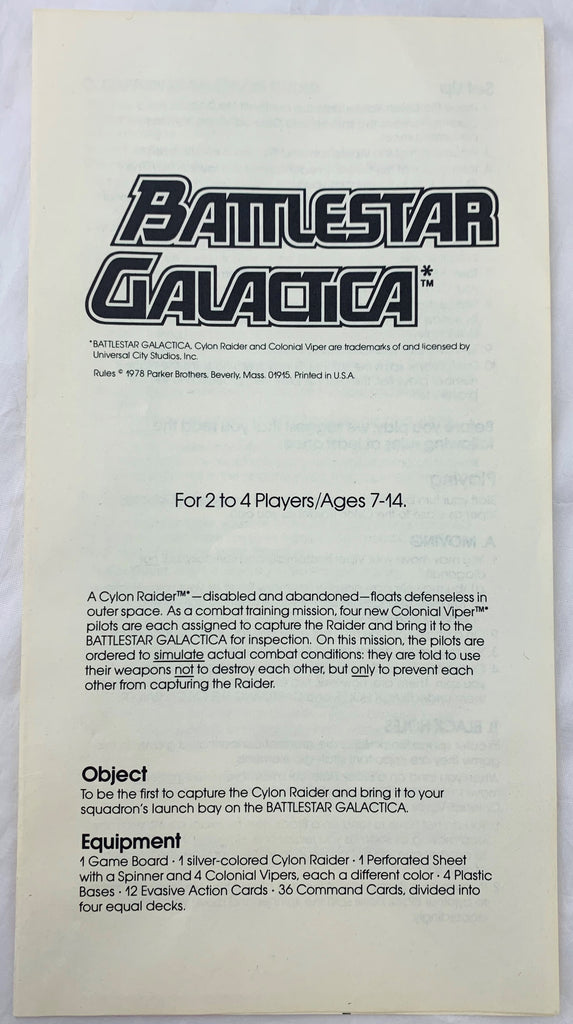 BATTLESTAR
GALACTICA*™
*BATTLESTAR GALACTICA, Cylon Raider and Colonial Viper are trademarks of and licensed by
Universal City Studios, Inc.
Rules © 1978 Parker Brothers, Beverly, Mass. 01915. Printed in U.S.A.
For 2 to 4 Players/Ages 7-14.
A Cylon Raider™*—disabled and abandoned—floats defenseless in
outer space. As a combat training mission, four new Colonial Viper™*
pilots are each assigned to capture the Raider and bring it to the
BATTLESTAR GALACTICA for inspection. On this mission, the pilots are
ordered to simulate actual combat conditions: they are told to use
their weapons not to destroy each other, but only to prevent each
other from capturing the Raider.
Object
To be the first to capture the Cylon Raider and bring it to your
squadron's launch bay on the BATTLESTAR GALACTICA.
Equipment
1 Game Board · 1 silver-colored Cylon Raider · 1 Perforated Sheet
with a Spinner and 4 Colonial Vipers, each a different color · 4 Plastic
Bases · 12 Evasive Action Cards · 36 Command Cards, divided into
four equal decks.